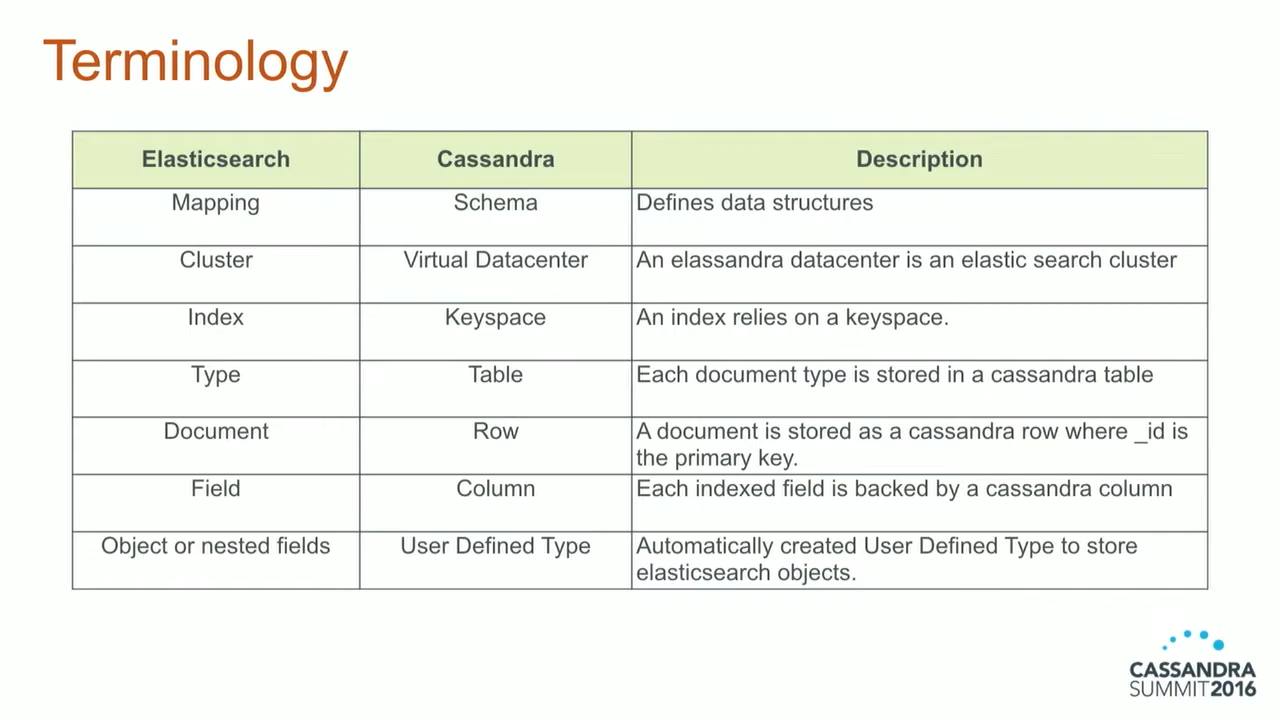 Terminology
Elasticsearch Cassandra Description
Mapping Schema Defines data structures
Cluster Virtual Datacenter An elassandra datacenter is an elastic search cluster
Index Keyspace An index relies on a keyspace.
Type Table Each document type is stored in a cassandra table
Document Row A document is stored as a cassandra row where _id is
the primary key.
Field Column Each indexed field is backed by a cassandra column
Object or nested fields User Defined Type Automatically created User Defined Type to store
elasticsearch objects.
CASSANDRA
SUMMIT2016